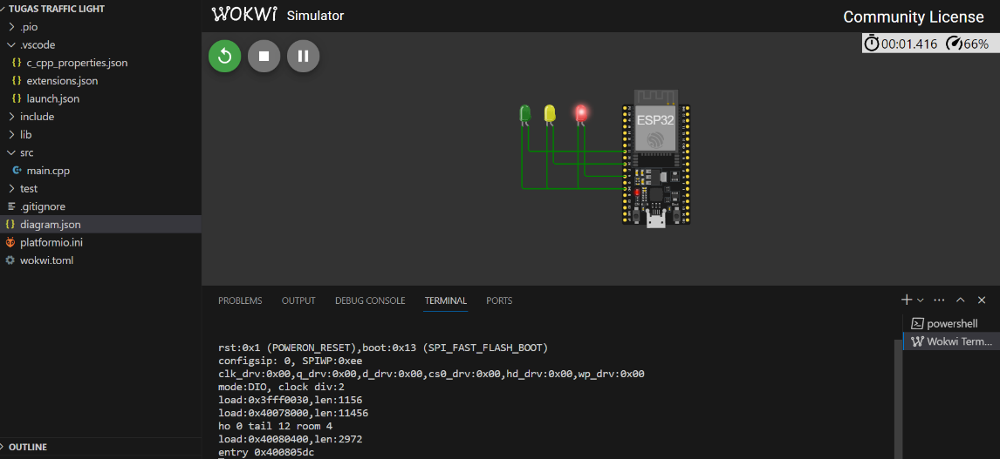 TUGAS TRAFFIC LIGHT
.pio
.vscode
{} c_cpp_properties.json
{} extensions.json
{} launch.json
include
lib
src
main.cpp
test
.gitignore
{} diagram.json
platformio.ini
wokwi.toml
OUTLINE
WOKWI Simulator
Community License
00:01.416 66%
ESP32
PROBLEMS OUTPUT DEBUG CONSOLE TERMINAL PORTS
powershell
Wokwi Term...
rst:0x1 (POWERON_RESET),boot:0x13 (SPI_FAST_FLASH_BOOT)
configsip: 0, SPIWP:0xee
clk_drv:0x00,q_drv:0x00,d_drv:0x00,cs0_drv:0x00,hd_drv:0x00,wp_drv:0x00
mode:DIO, clock div:2
load:0x3fff0030,len:1156
load:0x40078000,len:11456
ho 0 tail 12 room 4
load:0x40080400,len:2972
entry 0x400805dc